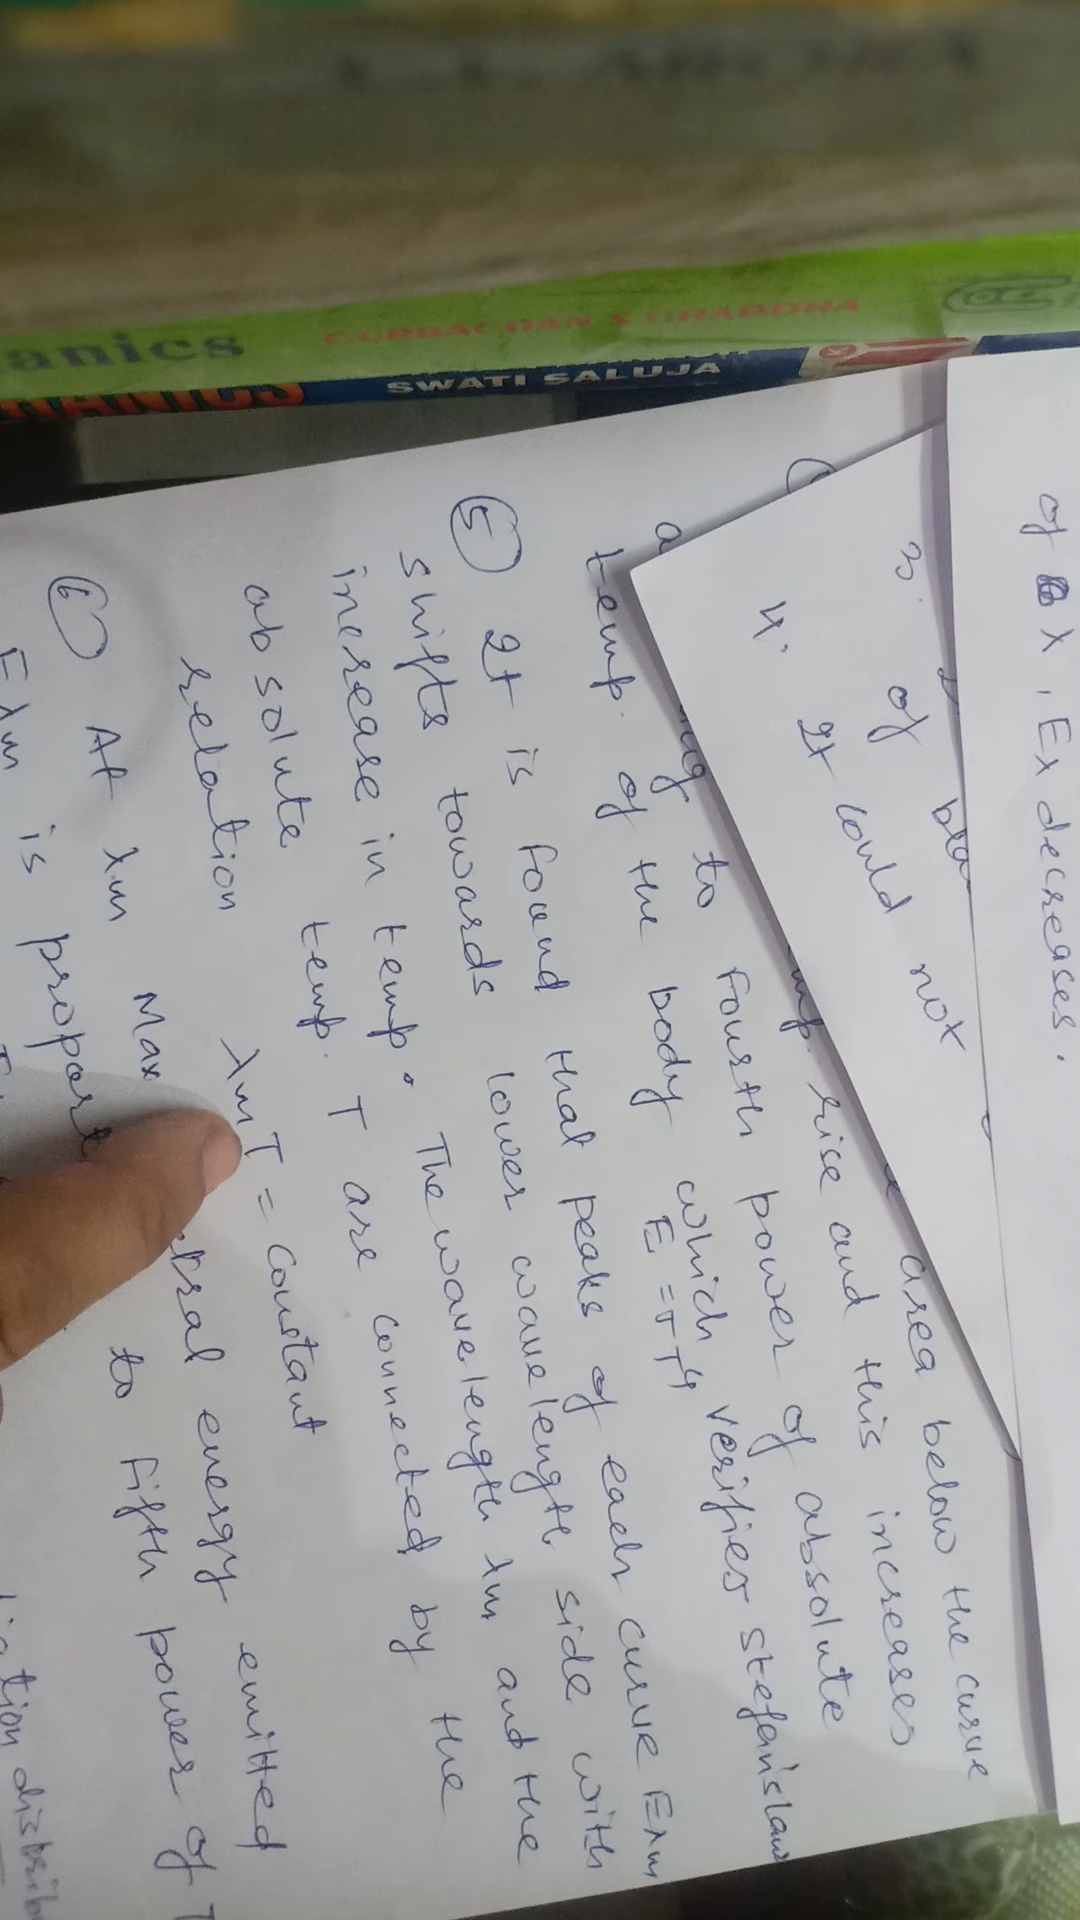 anics
GURBACHAN S CHADDHA
SWATI SALUJA
of λ, Eλ decreases.
3.
of
4. It could not
area below the curve
rise and this increases
to fourth power of absolute
temp. of the body which verifies stefan's law
E = σT4
(5) It is found that peaks of each curve Eλm
shifts towards lower wavelength side with
increase in temp. The wavelength λm and the
absolute temp. T are connected by the
relation λmT = constant
(6) At λm Max energy emitted
Eλm is to fifth power of T